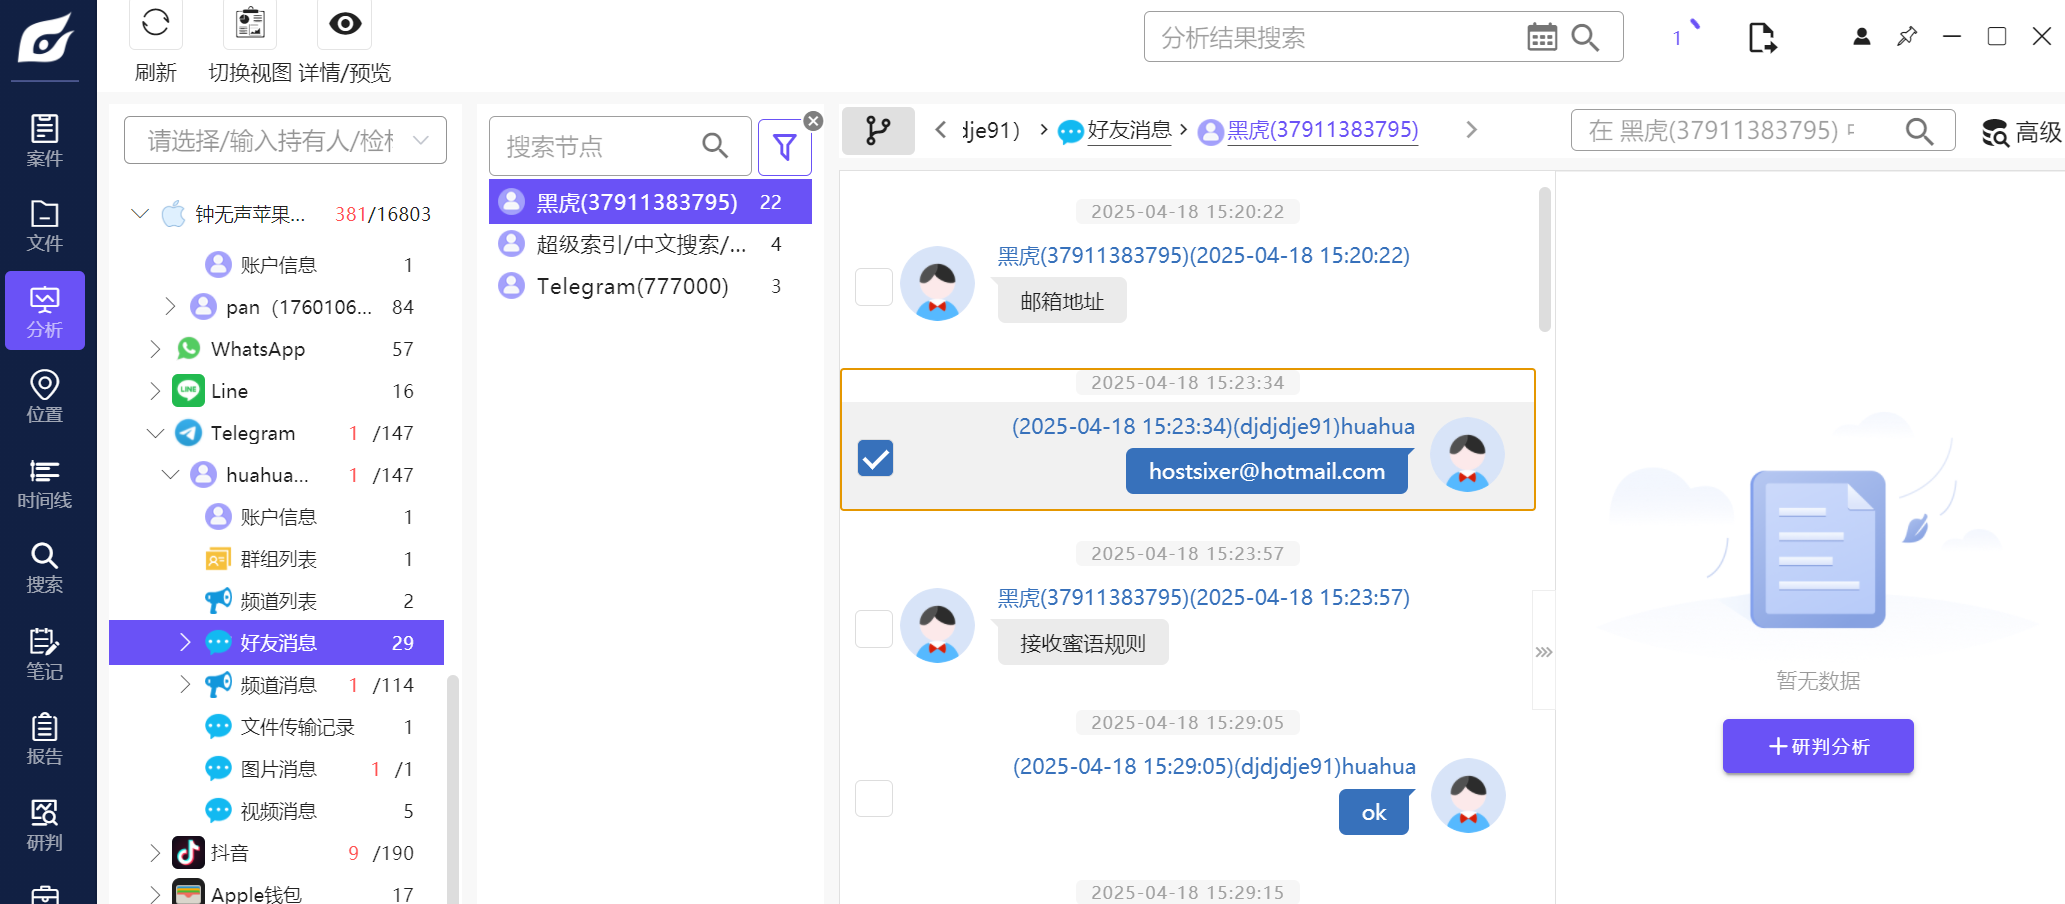 刷新
切换视图
详情/预览
分析结果搜索
1
案件
文件
分析
位置
时间线
搜索
笔记
报告
研判
请选择/输入持有人/检材
钟无声苹果... 381/16803
账户信息 1
pan（1760106... 84
WhatsApp 57
Line 16
Telegram 1 /147
huahua... 1 /147
账户信息 1
群组列表 1
频道列表 2
好友消息 29
频道消息 1 /114
文件传输记录 1
图片消息 1 /1
视频消息 5
抖音 9 /190
Apple钱包 17
搜索节点
黑虎(37911383795) 22
超级索引/中文搜索/... 4
Telegram(777000) 3
dje91) > 好友消息 > 黑虎(37911383795)
在 黑虎(37911383795)
高级
2025-04-18 15:20:22
黑虎(37911383795)(2025-04-18 15:20:22)
邮箱地址
2025-04-18 15:23:34
(2025-04-18 15:23:34)(djdjdje91)huahua
hostsixer@hotmail.com
2025-04-18 15:23:57
黑虎(37911383795)(2025-04-18 15:23:57)
接收蜜语规则
2025-04-18 15:29:05
(2025-04-18 15:29:05)(djdjdje91)huahua
ok
2025-04-18 15:29:15
暂无数据
+研判分析